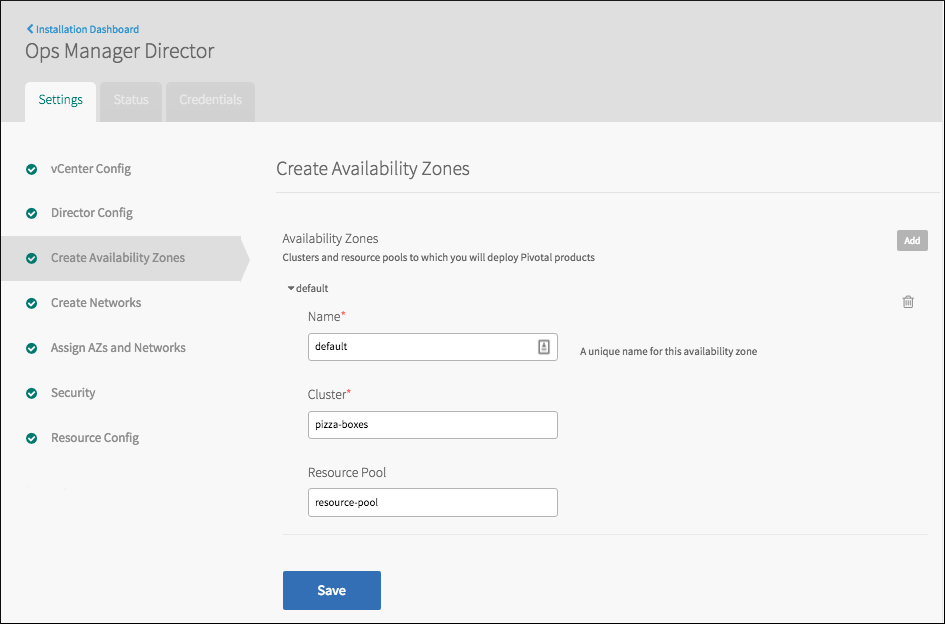 Installation Dashboard
Ops Manager Director
Settings
Status
Credentials
vCenter Config
Director Config
Create Availability Zones
Create Networks
Assign AZs and Networks
Security
Resource Config
Create Availability Zones
Availability Zones
Add
Clusters and resource pools to which you will deploy Pivotal products
default
Name*
default
A unique name for this availability zone
Cluster*
pizza-boxes
Resource Pool
resource-pool
Save